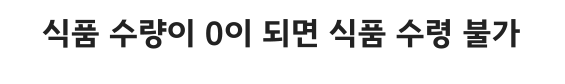 식품 수량이 0이 되면 식품 수령 불가